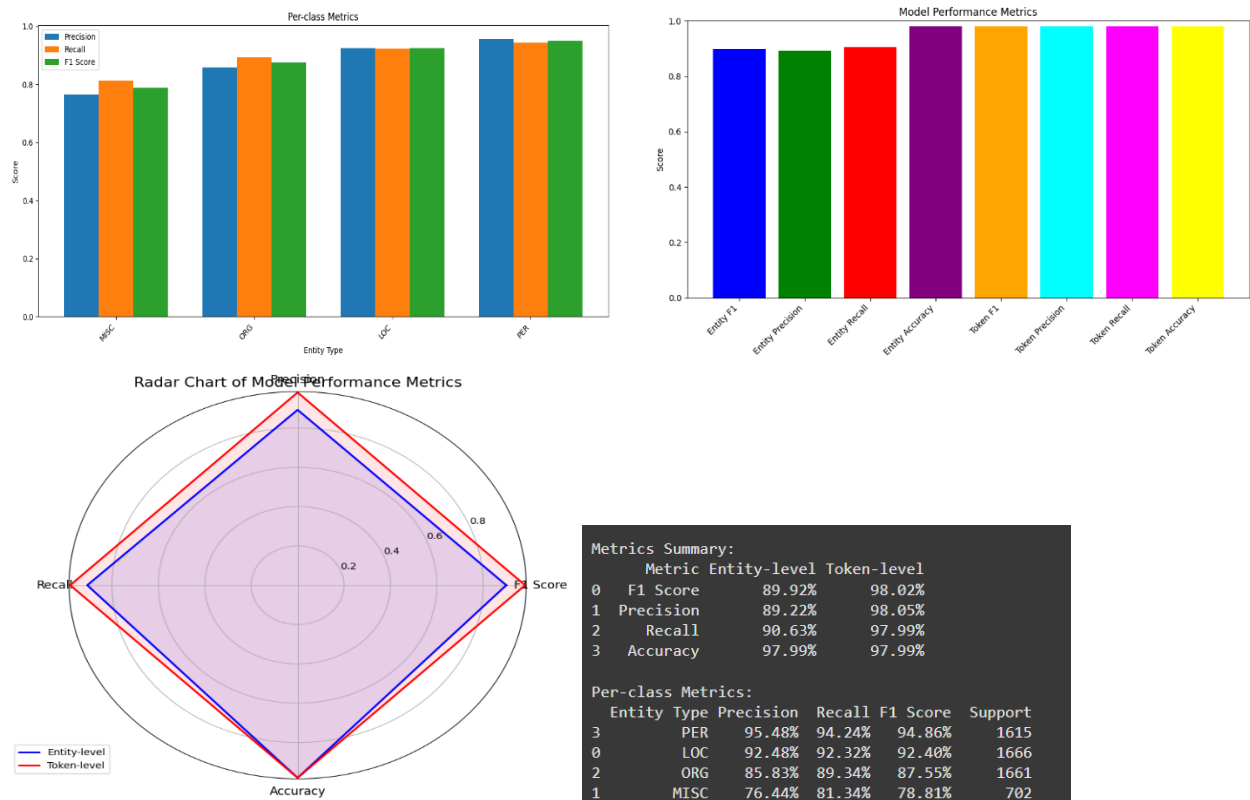 Per-class Metrics
1.0
0.8
0.6
0.4
0.2
0.0
Score
Precision
Recall
F1 Score
MISC
ORG
LOC
PER
Entity Type
Model Performance Metrics
1.0
0.8
0.6
0.4
0.2
0.0
Score
Entity F1
Entity Precision
Entity Recall
Entity Accuracy
Token F1
Token Precision
Token Recall
Token Accuracy
Radar Chart of Model Performance Metrics
Precision
0.8
0.6
0.4
0.2
Recall
F1 Score
Entity-level
Token-level
Accuracy
Metrics Summary:
Metric Entity-level Token-level
0 F1 Score 89.92% 98.02%
1 Precision 89.22% 98.05%
2 Recall 90.63% 97.99%
3 Accuracy 97.99% 97.99%
Per-class Metrics:
Entity Type Precision Recall F1 Score Support
3 PER 95.48% 94.24% 94.86% 1615
0 LOC 92.48% 92.32% 92.40% 1666
2 ORG 85.83% 89.34% 87.55% 1661
1 MISC 76.44% 81.34% 78.81% 702